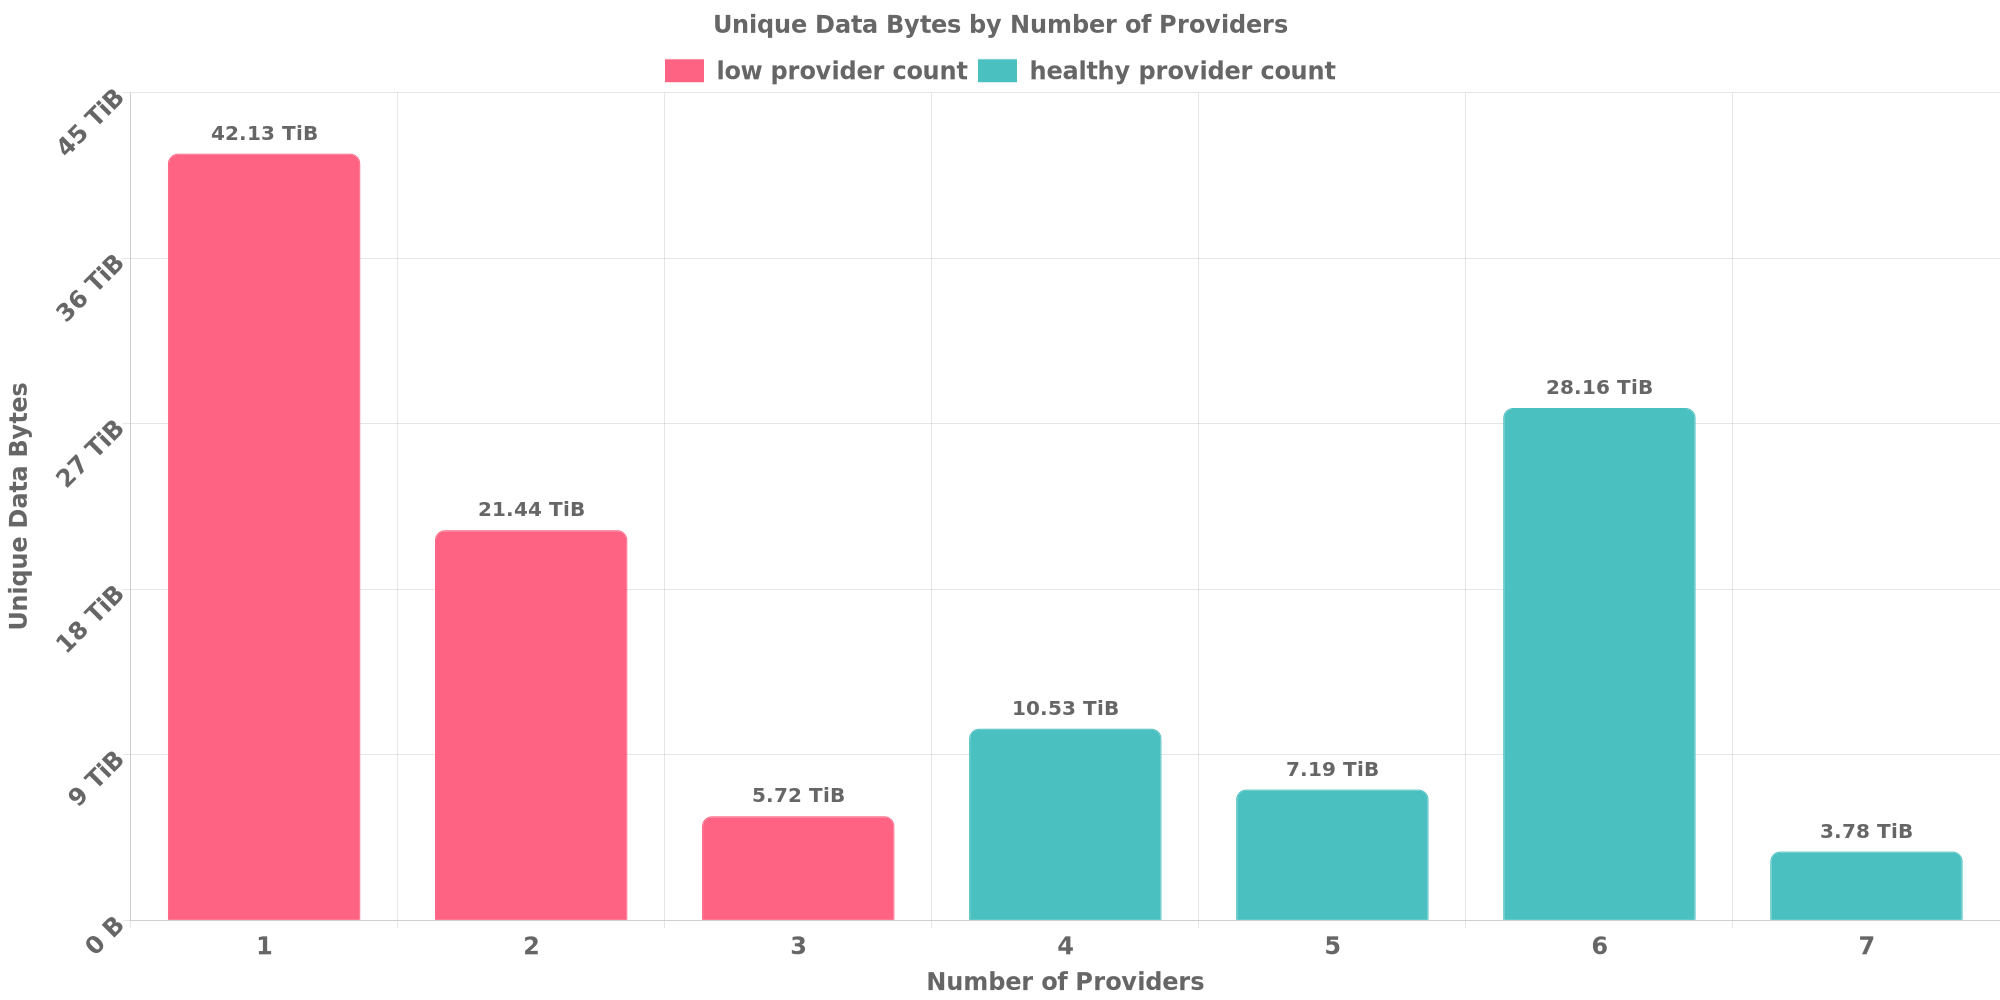 Unique Data Bytes by Number of Providers
low provider count healthy provider count
45 TiB
36 TiB
27 TiB
18 TiB
9 TiB
0 B
Unique Data Bytes
42.13 TiB
21.44 TiB
5.72 TiB
10.53 TiB
7.19 TiB
28.16 TiB
3.78 TiB
1 2 3 4 5 6 7
Number of Providers